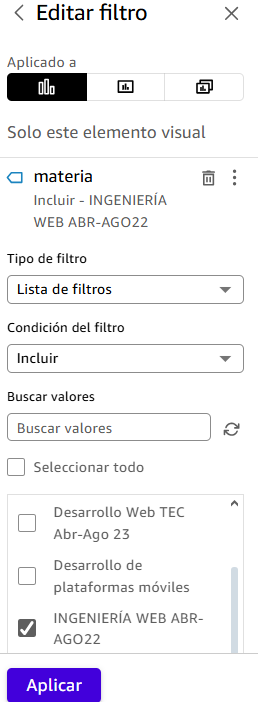 Editar filtro
Aplicado a
Solo este elemento visual
materia
Incluir - INGENIERÍA
WEB ABR-AGO22
Tipo de filtro
Lista de filtros
Condición del filtro
Incluir
Buscar valores
Buscar valores
Seleccionar todo
Desarrollo Web TEC
Abr-Ago 23
Desarrollo de
plataformas móviles
INGENIERÍA WEB ABR-
AGO22
Aplicar